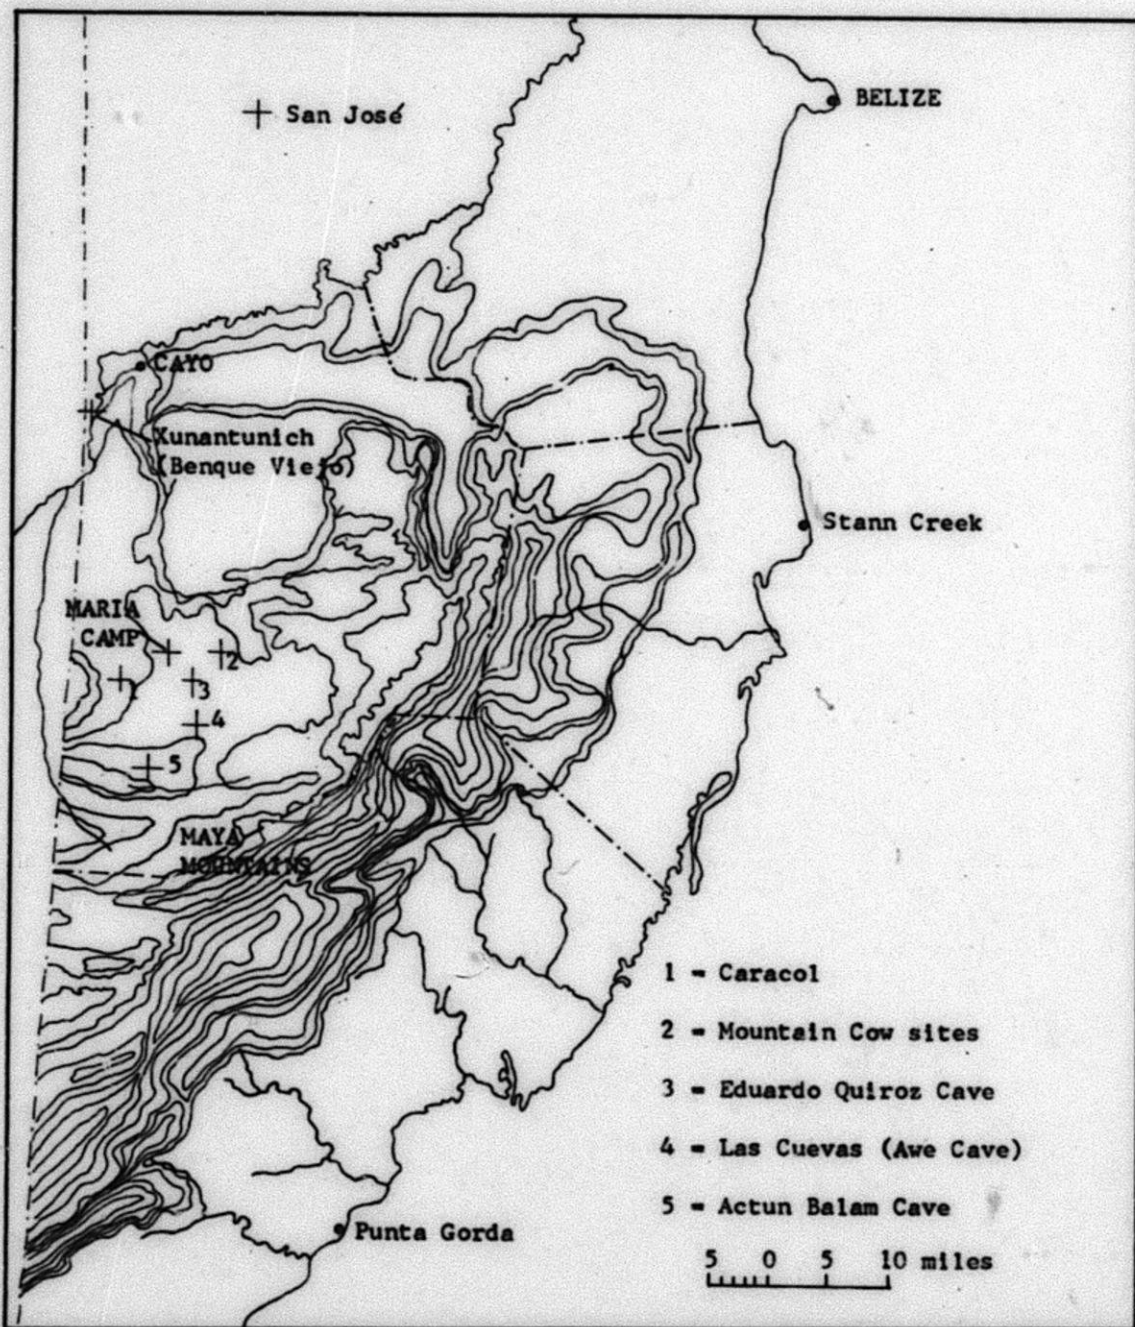 San José
BELIZE
CAYO
Xunantunich
(Benque Viejo)
Stann Creek
MARIA
CAMP
2
1
3
4
5
MAYA
MOUNTAINS
1 - Caracol
2 - Mountain Cow sites
3 - Eduardo Quiroz Cave
4 - Las Cuevas (Awe Cave)
5 - Actun Balam Cave
Punta Gorda
5 0 5 10 miles